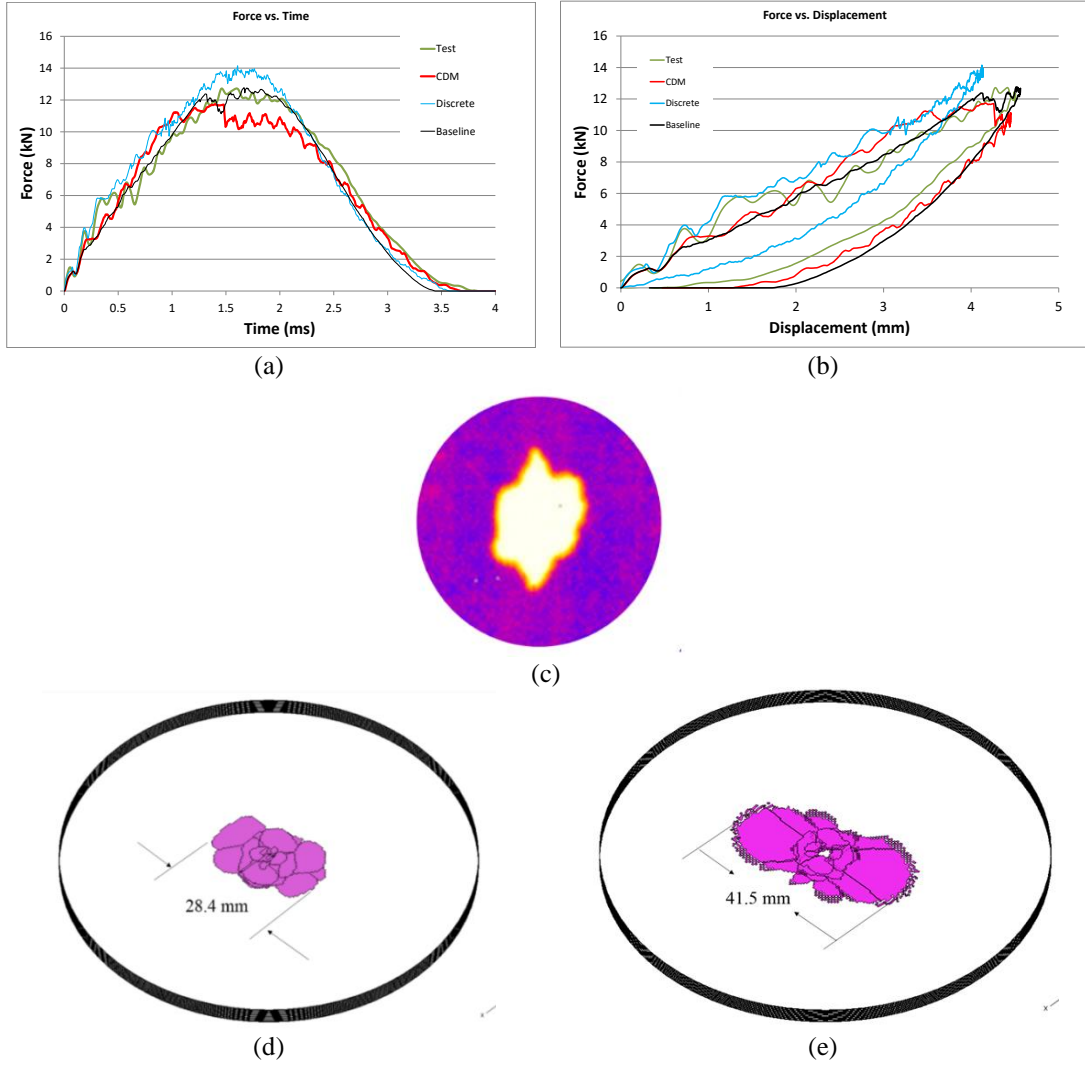 Force vs. Time
Force (kN)
16
14
12
10
8
6
4
2
0
0
0.5
1
1.5
2
2.5
3
3.5
4
Time (ms)
Test
CDM
Discrete
Baseline
(a)
Force vs. Displacement
Force (kN)
16
14
12
10
8
6
4
2
0
0
1
2
3
4
5
Displacement (mm)
Test
CDM
Discrete
Baseline
(b)
(c)
28.4 mm
x
(d)
41.5 mm
x
(e)